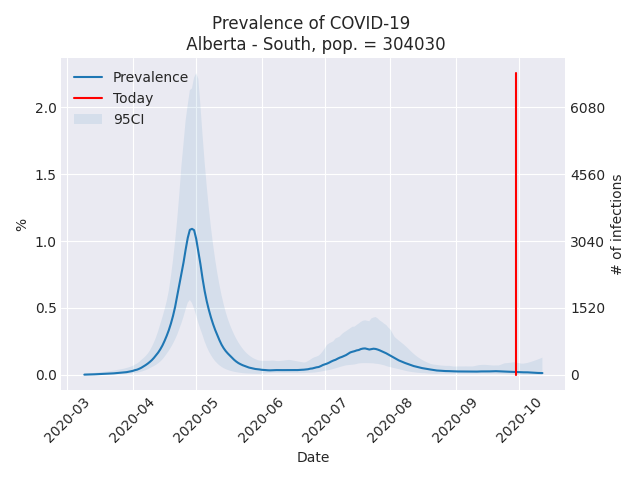 Prevalence of COVID-19
Alberta - South, pop. = 304030
Prevalence
Today
95CI
2.0
1.5
1.0
0.5
0.0
%
6080
4560
3040
1520
0
# of infections
2020-03
2020-04
2020-05
2020-06
2020-07
2020-08
2020-09
2020-10
Date